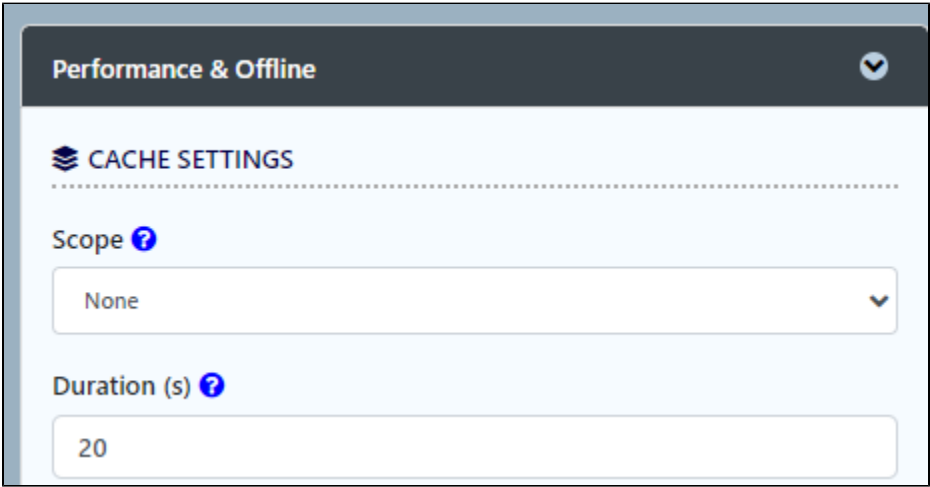 Performance & Offline
CACHE SETTINGS
Scope
None
Duration (s)
20